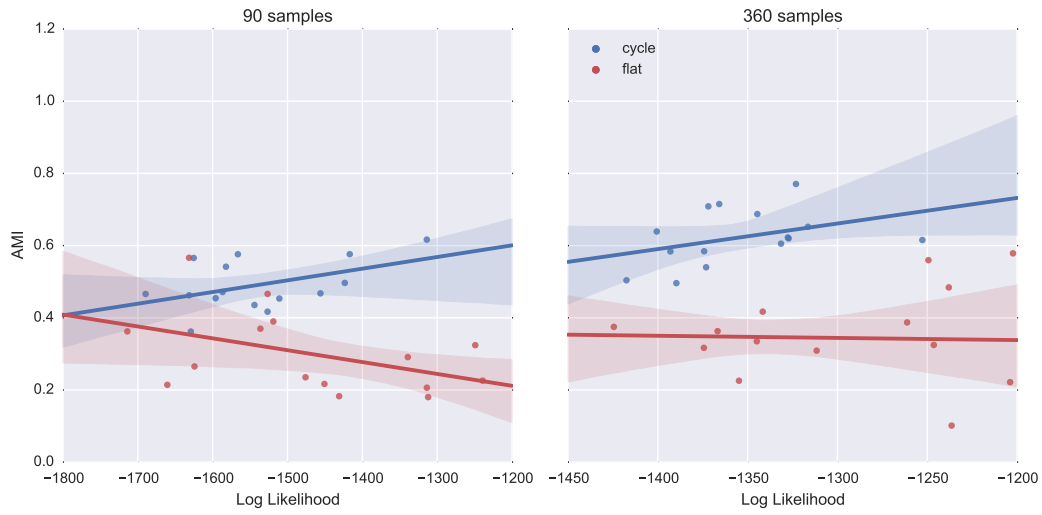 90 samples
360 samples
1.2
1.0
0.8
0.6
0.4
0.2
0.0
AMI
cycle
flat
−1800 −1700 −1600 −1500 −1400 −1300 −1200
−1450 −1400 −1350 −1300 −1250 −1200
Log Likelihood
Log Likelihood